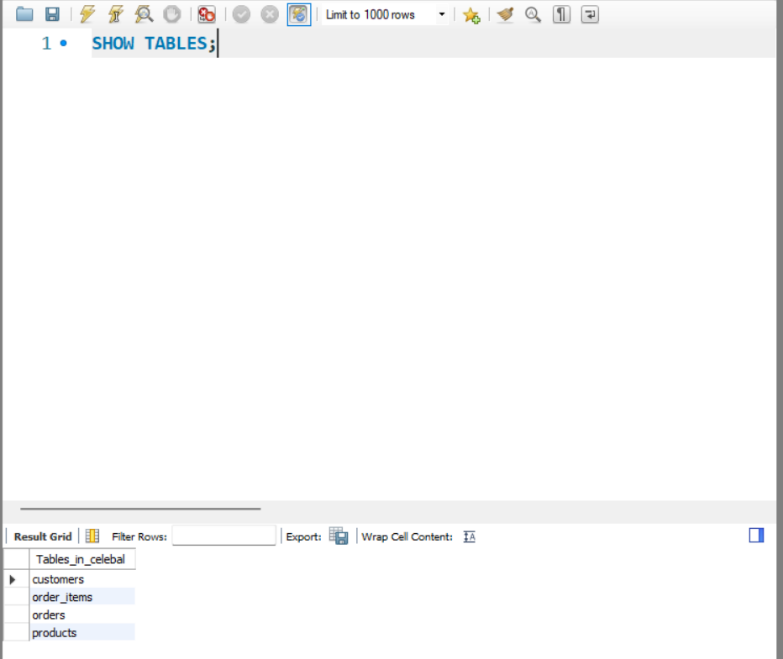 Limit to 1000 rows
1 SHOW TABLES;
Result Grid Filter Rows: Export: Wrap Cell Content:
Tables_in_celebal
customers
order_items
orders
products